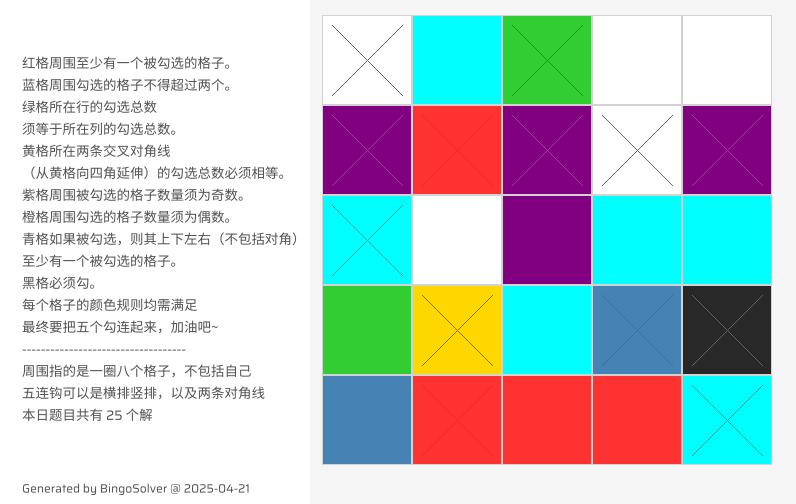 红格周围至少有一个被勾选的格子。
蓝格周围勾选的格子不得超过两个。
绿格所在行的勾选总数
须等于所在列的勾选总数。
黄格所在两条交叉对角线
（从黄格向四角延伸）的勾选总数必须相等。
紫格周围被勾选的格子数量须为奇数。
橙格周围勾选的格子数量须为偶数。
青格如果被勾选，则其上下左右（不包括对角）
至少有一个被勾选的格子。
黑格必须勾。
每个格子的颜色规则均需满足
最终要把五个勾连起来，加油吧~
-----------------------------------
周围指的是一圈八个格子，不包括自己
五连钩可以是横排竖排，以及两条对角线
本日题目共有 25 个解
Generated by BingoSolver @ 2025-04-21